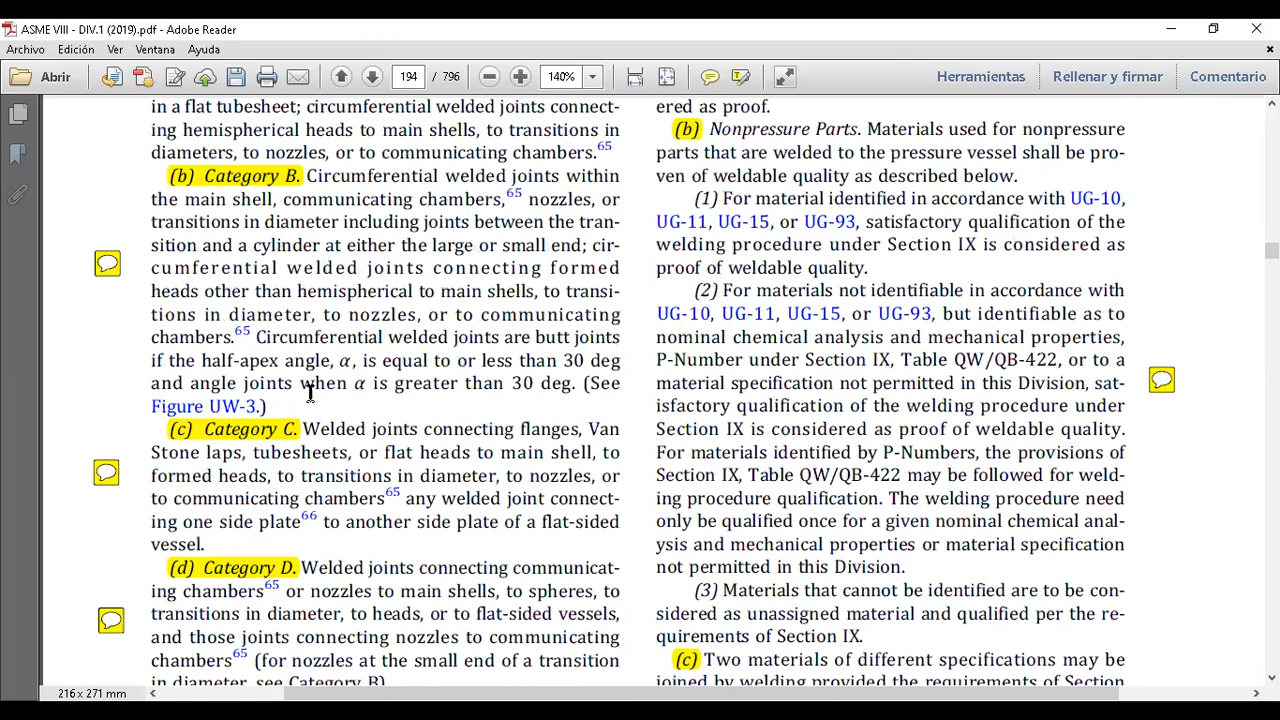 ASME VIII - DIV.1 (2019).pdf - Adobe Reader
Archivo Edición Ver Ventana Ayuda
Abrir 194 / 796 140% Herramientas Rellenar y firmar Comentario
in a flat tubesheet; circumferential welded joints connect-
ing hemispherical heads to main shells, to transitions in
diameters, to nozzles, or to communicating chambers.65
(b) Category B. Circumferential welded joints within
the main shell, communicating chambers,65 nozzles, or
transitions in diameter including joints between the tran-
sition and a cylinder at either the large or small end; cir-
cumferential welded joints connecting formed
heads other than hemispherical to main shells, to transi-
tions in diameter, to nozzles, or to communicating
chambers.65 Circumferential welded joints are butt joints
if the half-apex angle, α, is equal to or less than 30 deg
and angle joints when α is greater than 30 deg. (See
Figure UW-3.)
(c) Category C. Welded joints connecting flanges, Van
Stone laps, tubesheets, or flat heads to main shell, to
formed heads, to transitions in diameter, to nozzles, or
to communicating chambers65 any welded joint connect-
ing one side plate66 to another side plate of a flat-sided
vessel.
(d) Category D. Welded joints connecting communicat-
ing chambers65 or nozzles to main shells, to spheres, to
transitions in diameter, to heads, or to flat-sided vessels,
and those joints connecting nozzles to communicating
chambers65 (for nozzles at the small end of a transition
in diameter, see Category B).
ered as proof.
(b) Nonpressure Parts. Materials used for nonpressure
parts that are welded to the pressure vessel shall be pro-
ven of weldable quality as described below.
(1) For material identified in accordance with UG-10,
UG-11, UG-15, or UG-93, satisfactory qualification of the
welding procedure under Section IX is considered as
proof of weldable quality.
(2) For materials not identifiable in accordance with
UG-10, UG-11, UG-15, or UG-93, but identifiable as to
nominal chemical analysis and mechanical properties,
P-Number under Section IX, Table QW/QB-422, or to a
material specification not permitted in this Division, sat-
isfactory qualification of the welding procedure under
Section IX is considered as proof of weldable quality.
For materials identified by P-Numbers, the provisions of
Section IX, Table QW/QB-422 may be followed for weld-
ing procedure qualification. The welding procedure need
only be qualified once for a given nominal chemical anal-
ysis and mechanical properties or material specification
not permitted in this Division.
(3) Materials that cannot be identified are to be con-
sidered as unassigned material and qualified per the re-
quirements of Section IX.
(c) Two materials of different specifications may be
joined by welding provided the requirements of Section
216 x 271 mm